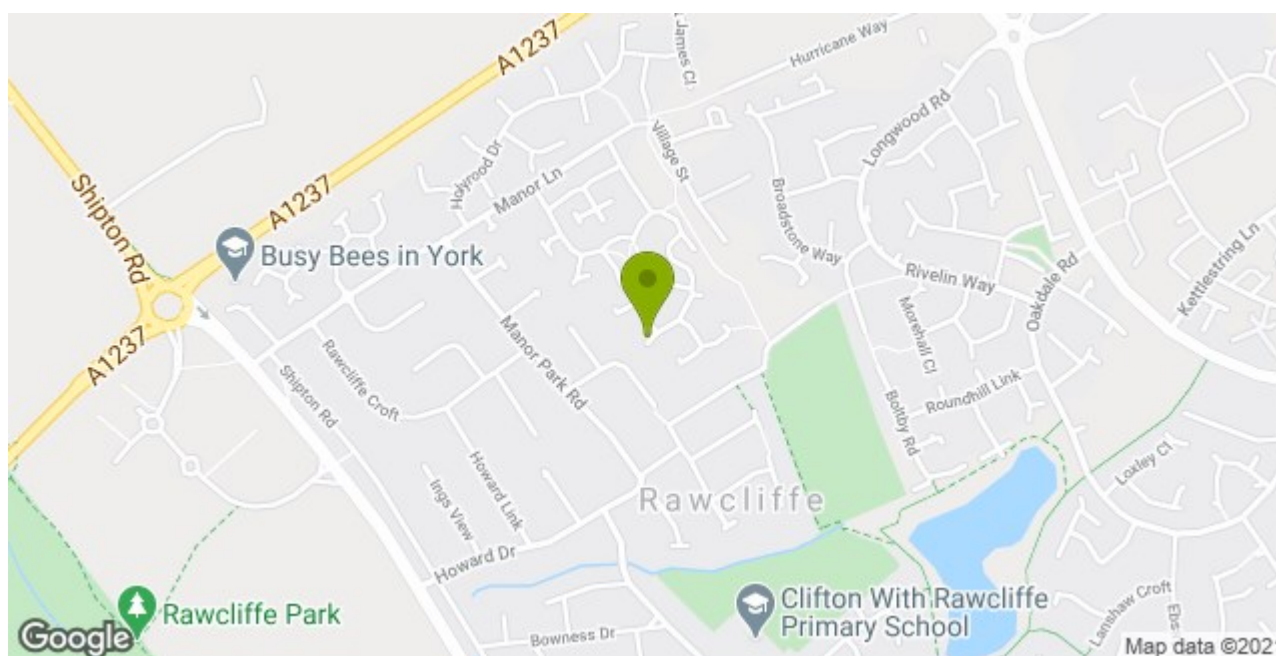 A1237
James Cl
Hurricane Way
Longwood Rd
Village St
Holyrood Dr
Manor Ln
Shipton Rd
A1237
Busy Bees in York
Broadstone Way
Rivelin Way
Oakdale Rd
Kettlestring Ln
A1237
Rawcliffe Croft
Shipton Rd
Manor Park Rd
Morehall Cl
Roundhill Link
Boltby Rd
Howard Link
Ings View
Rawcliffe
Loxley Cl
Howard Dr
Rawcliffe Park
Clifton With Rawcliffe
Primary School
Lanshaw Croft
Ebs
Bowness Dr
Google
Map data ©202